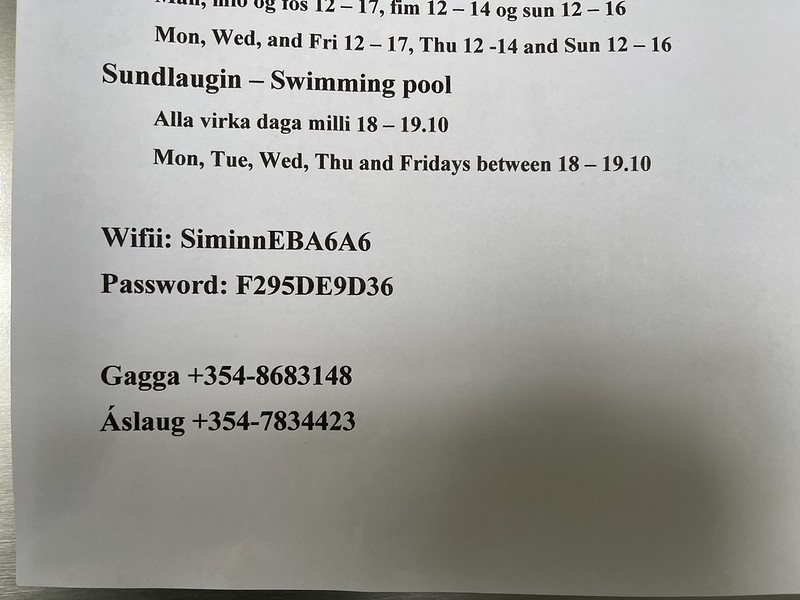 Mán, mið og fös 12 – 17, fim 12 – 14 og sun 12 – 16
Mon, Wed, and Fri 12 – 17, Thu 12 -14 and Sun 12 – 16
Sundlaugin – Swimming pool
Alla virka daga milli 18 – 19.10
Mon, Tue, Wed, Thu and Fridays between 18 – 19.10
Wifii: SiminnEBA6A6
Password: F295DE9D36
Gagga +354-8683148
Áslaug +354-7834423